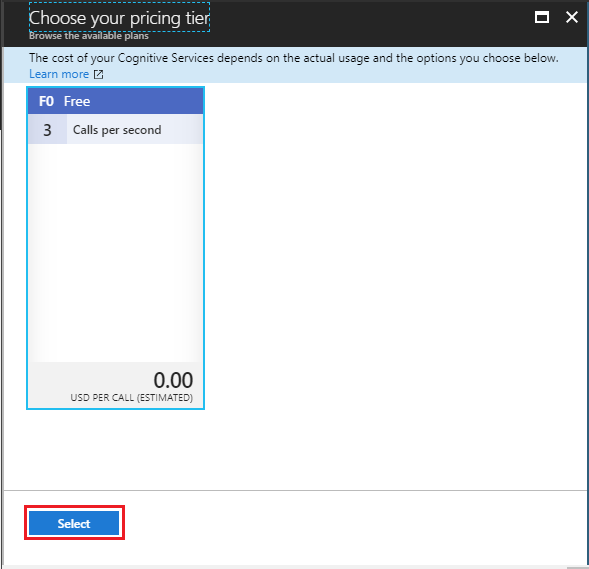 Choose your pricing tier
Browse the available plans
The cost of your Cognitive Services depends on the actual usage and the options you choose below.
Learn more
F0 Free
3 Calls per second
0.00
USD PER CALL (ESTIMATED)
Select